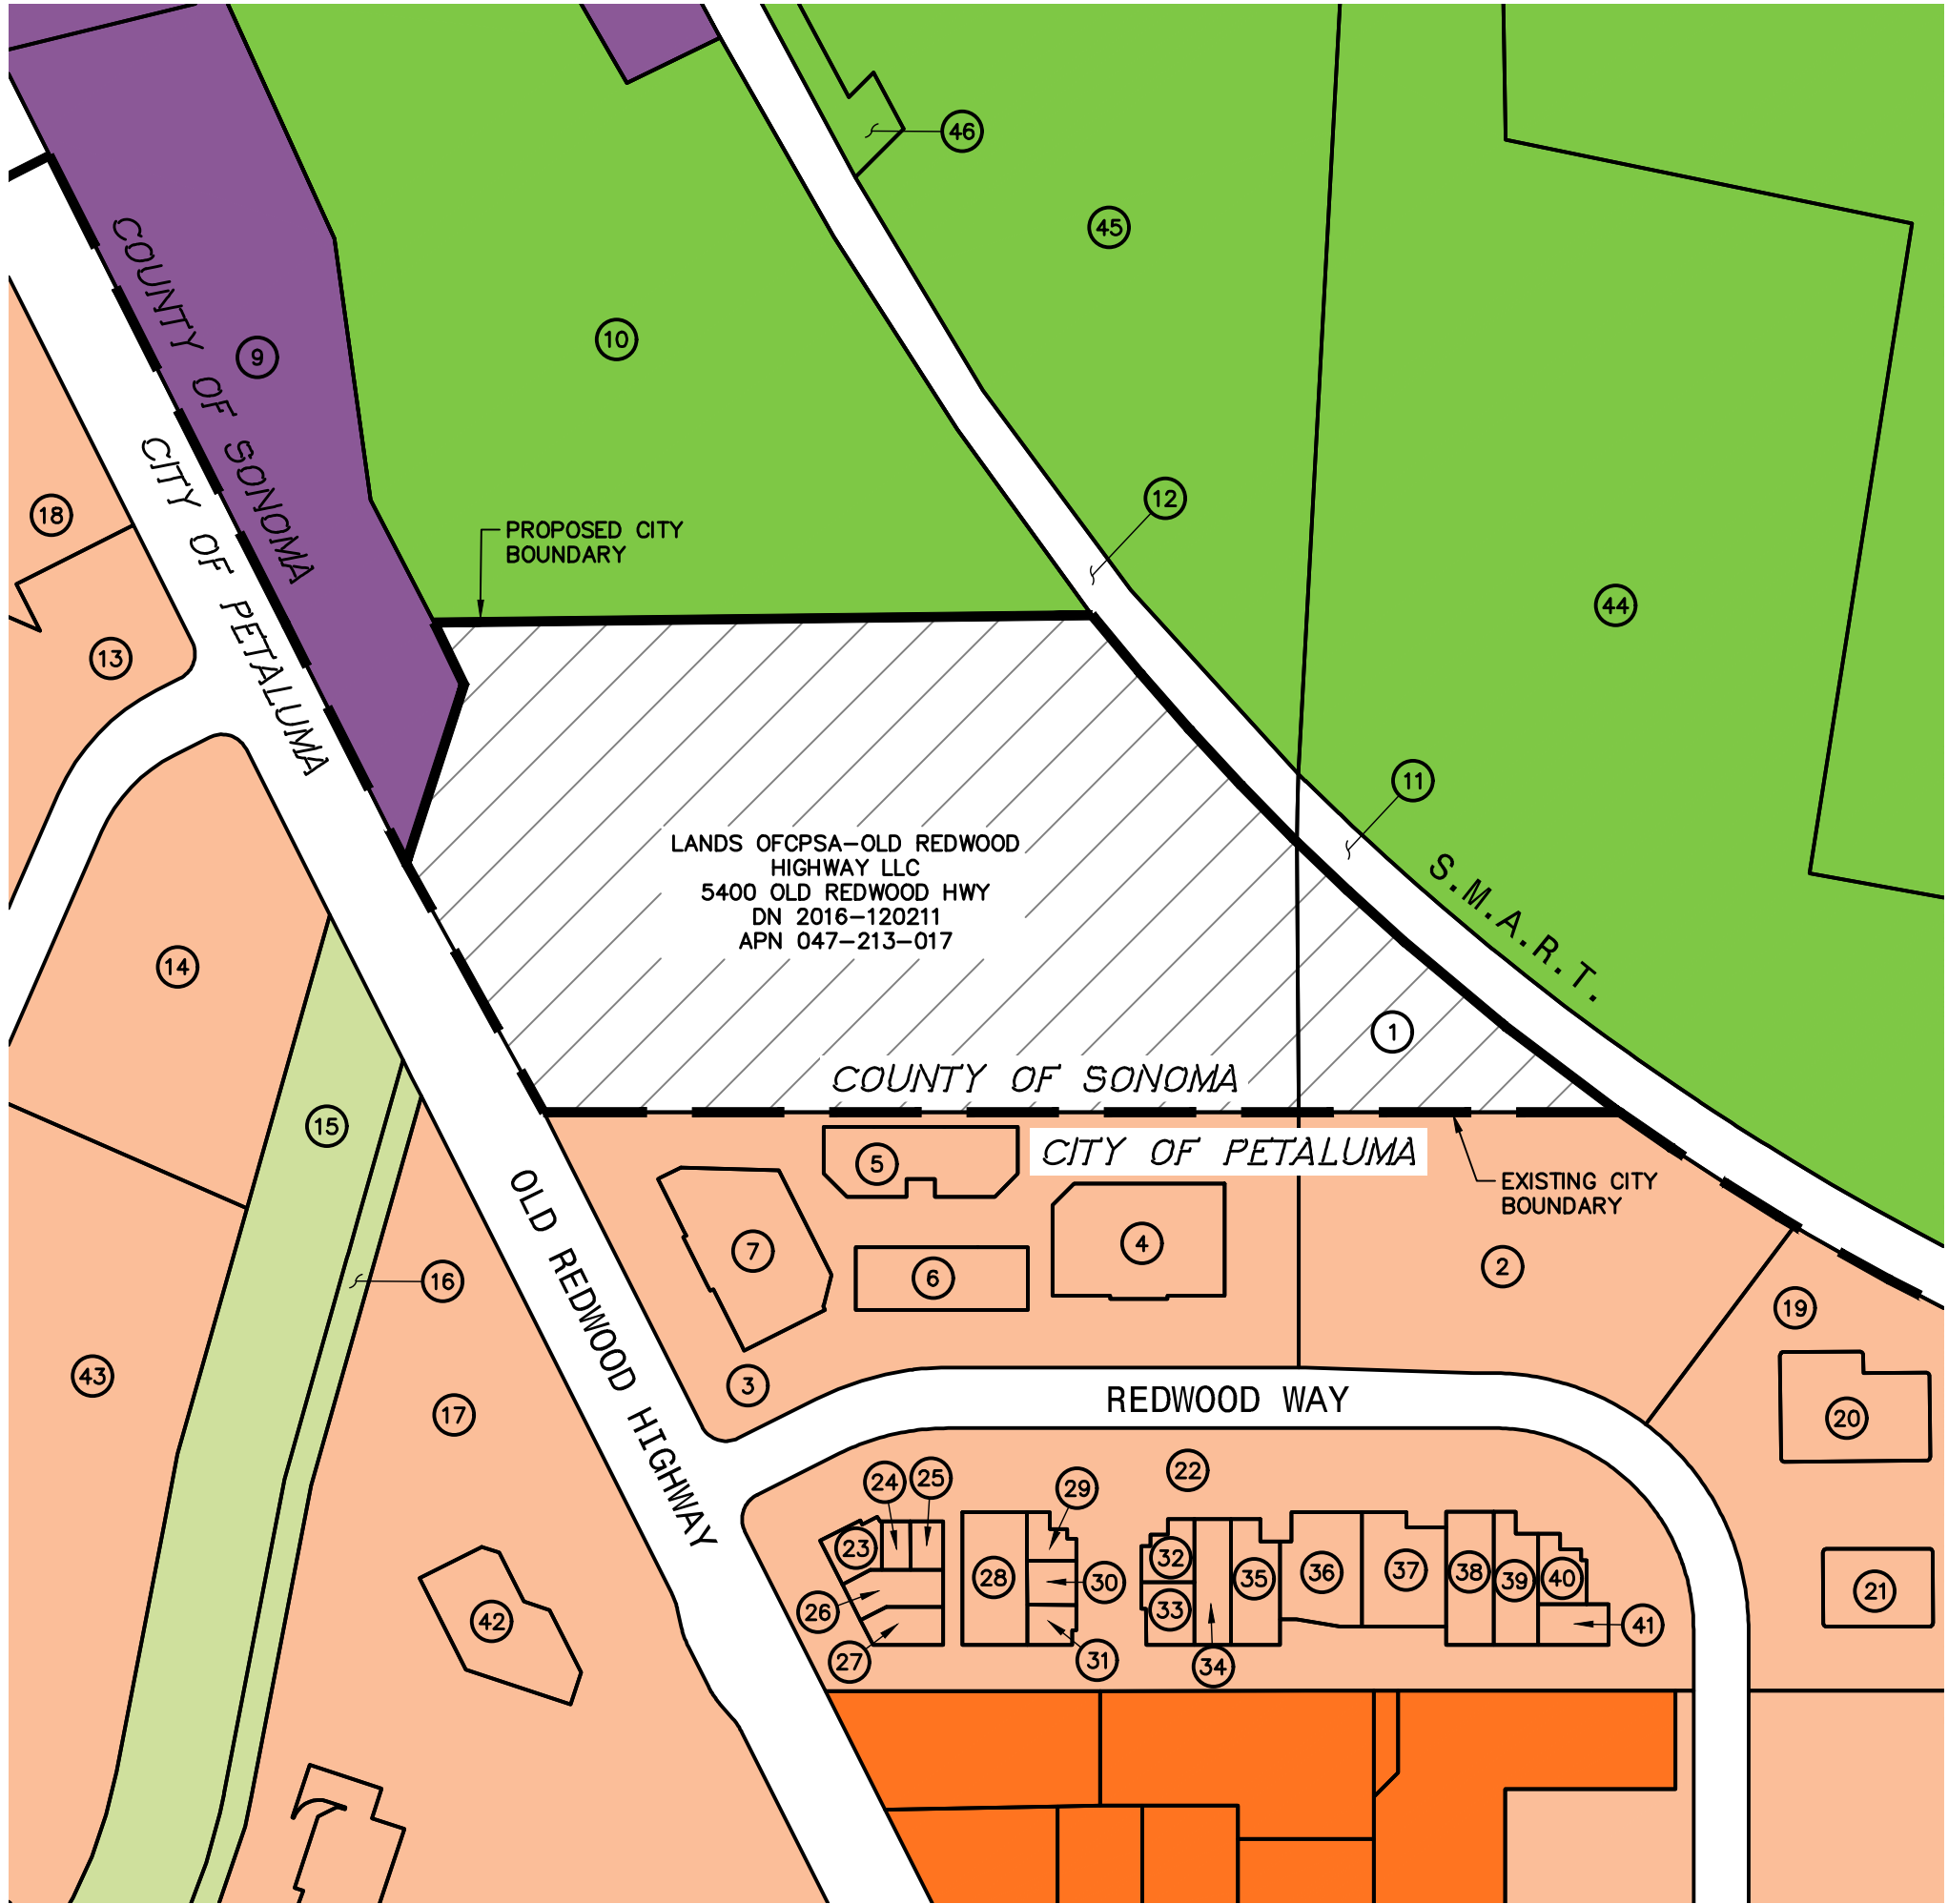 46
45
COUNTY OF SONOMA
9
10
CITY OF PETALUMA
12
18
PROPOSED CITY
BOUNDARY
44
13
11
LANDS OFCPSA-OLD REDWOOD
HIGHWAY LLC
5400 OLD REDWOOD HWY
DN 2016-120211
APN 047-213-017
S.M.A.R.T.
14
1
COUNTY OF SONOMA
15
CITY OF PETALUMA
5
EXISTING CITY
BOUNDARY
OLD REDWOOD HIGHWAY
7
4
6
2
16
19
43
3
REDWOOD WAY
17
20
22
24
25
29
23
32
28
30
35
36
37
38
39
40
21
26
33
42
41
27
31
34